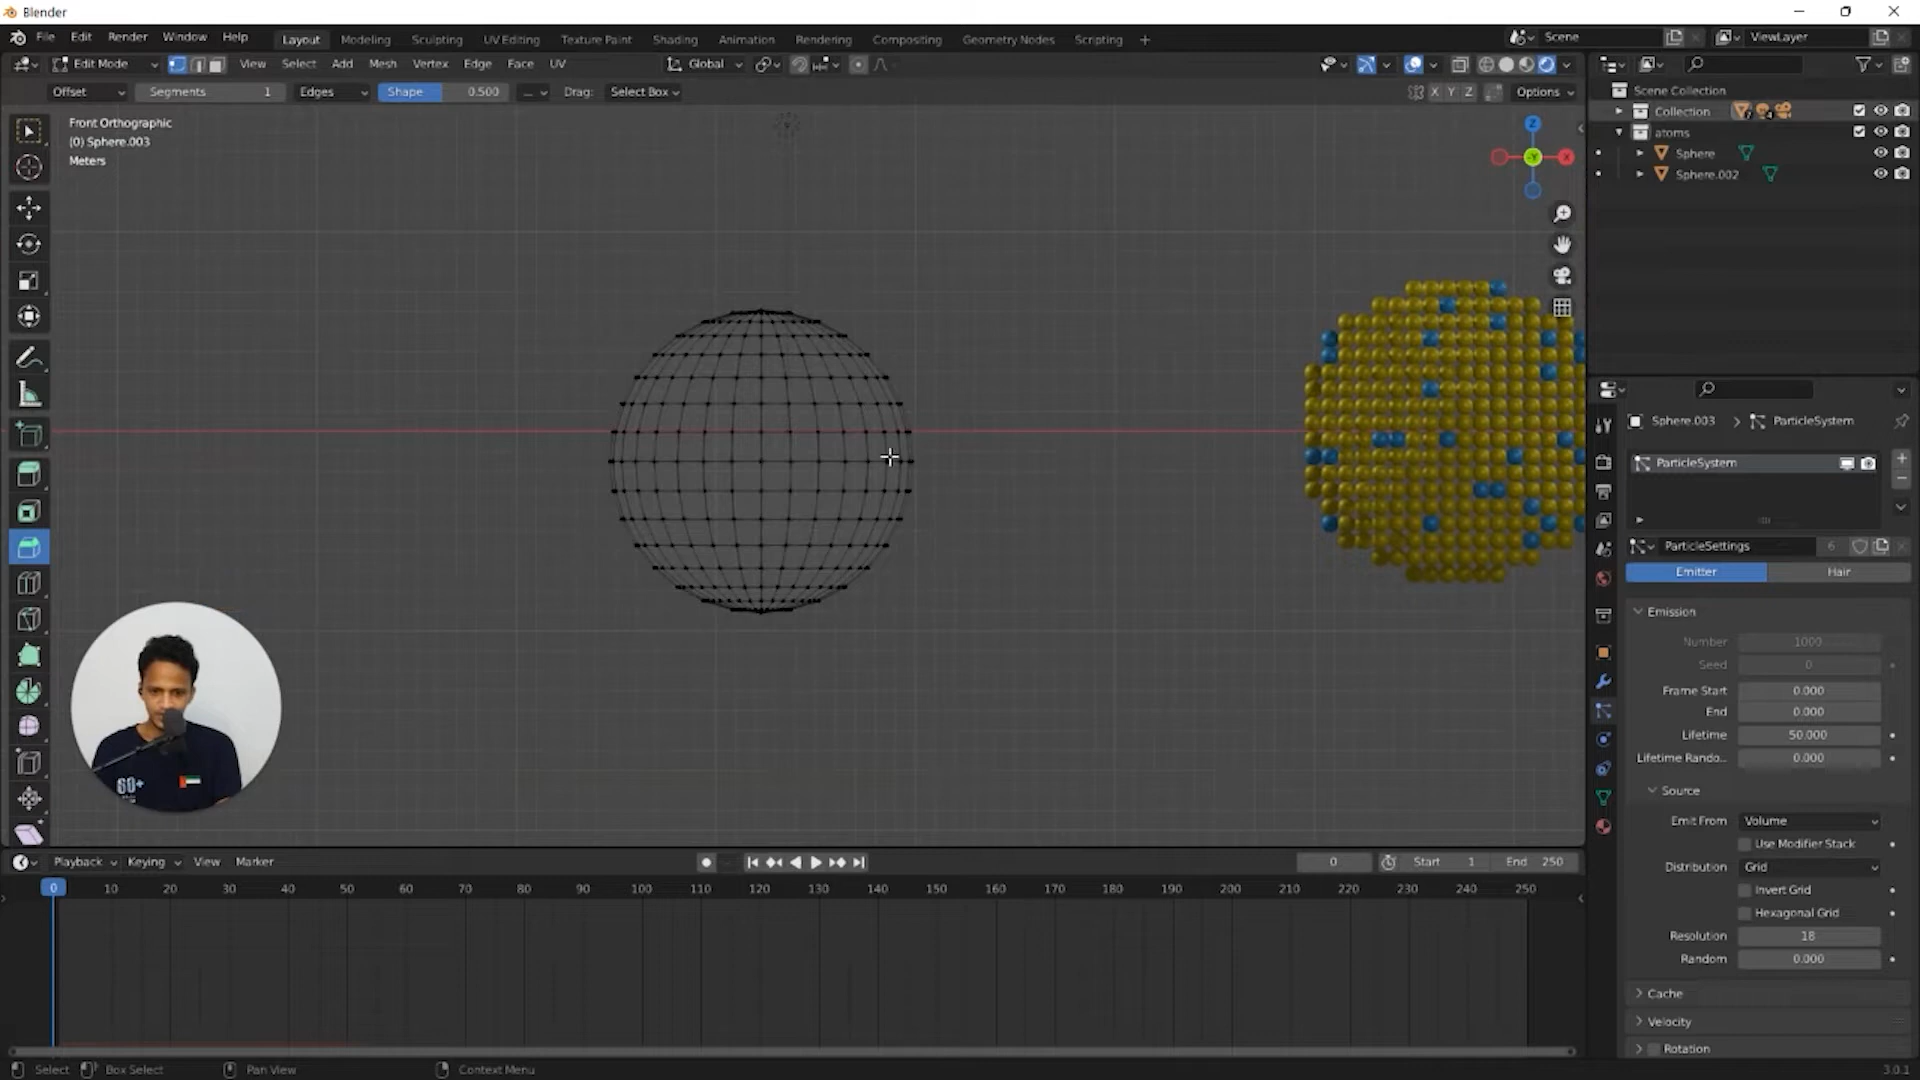 Blender
File Edit Render Window Help Layout Modeling Sculpting UV Editing Texture Paint Shading Animation Rendering Compositing Geometry Nodes Scripting + Scene ViewLayer
Edit Mode View Select Add Mesh Vertex Edge Face UV Global
Offset Segments 1 Edges Shape 0.500 ... Drag: Select Box X Y Z Options
Front Orthographic
(0) Sphere.003
Meters
Z
-Y X
Scene Collection
Collection
atoms
Sphere
Sphere.002
Sphere.003 > ParticleSystem
ParticleSystem
ParticleSettings 6
Emitter Hair
Emission
Number 1000
Seed 0
Frame Start 0.000
End 0.000
Lifetime 50.000
Lifetime Rando.. 0.000
Source
Emit From Volume
Use Modifier Stack
Distribution Grid
Invert Grid
Hexagonal Grid
Resolution 18
Random 0.000
Cache
Velocity
Rotation
60+
Playback Keying View Marker 0 Start 1 End 250
0 10 20 30 40 50 60 70 80 90 100 110 120 130 140 150 160 170 180 190 200 210 220 230 240 250
Select Box Select Pan View Context Menu 3.0.1